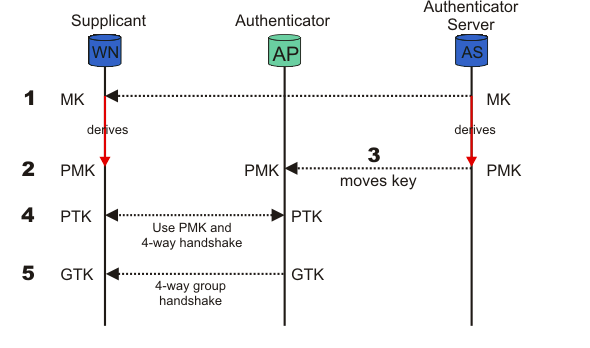 Supplicant
Authenticator
Authenticator
Server
WN
AP
AS
1
MK
MK
derives
derives
2
PMK
PMK
3
moves key
PMK
4
PTK
Use PMK and
4-way handshake
PTK
5
GTK
4-way group
handshake
GTK